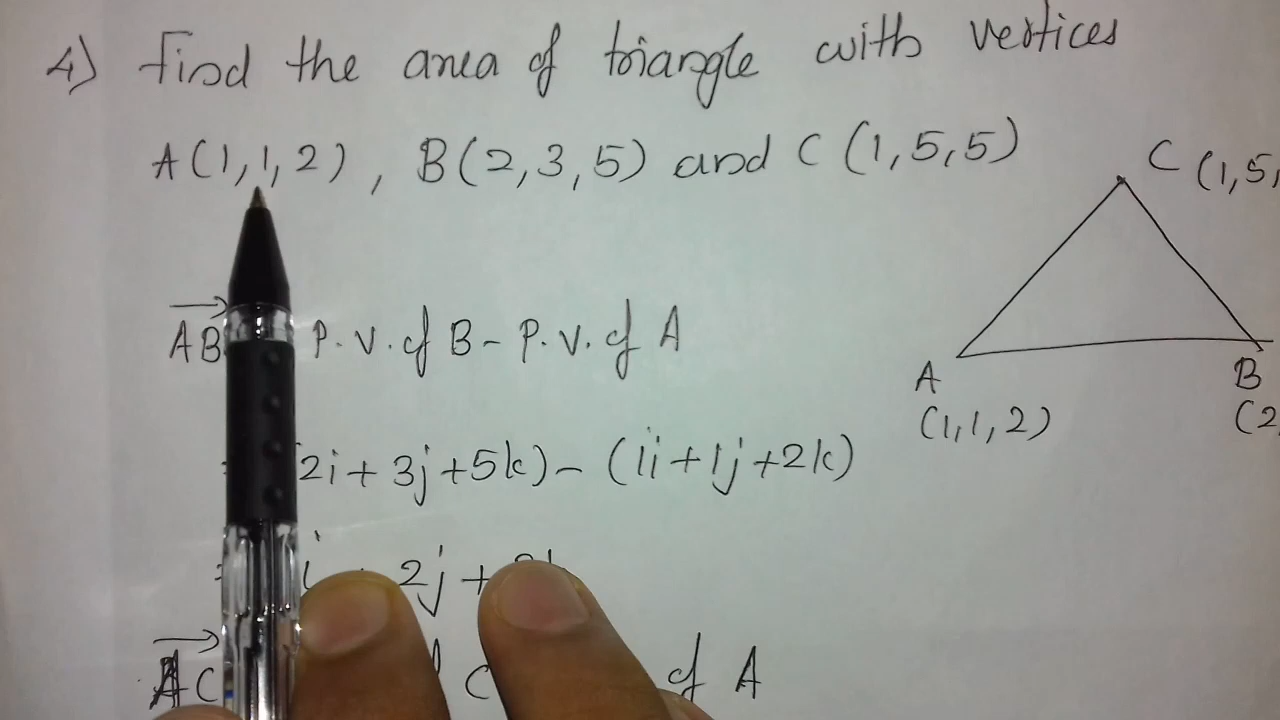 4) Find the area of triangle with vertices
A(1,1,2), B(2,3,5) and C(1,5,5)
C (1,5,
AB P.V. of B - P.V. of A
A
(1,1,2)
B
(2
2i + 3j + 5k) - (1i + 1j + 2k)
i 2j +
AC C of A